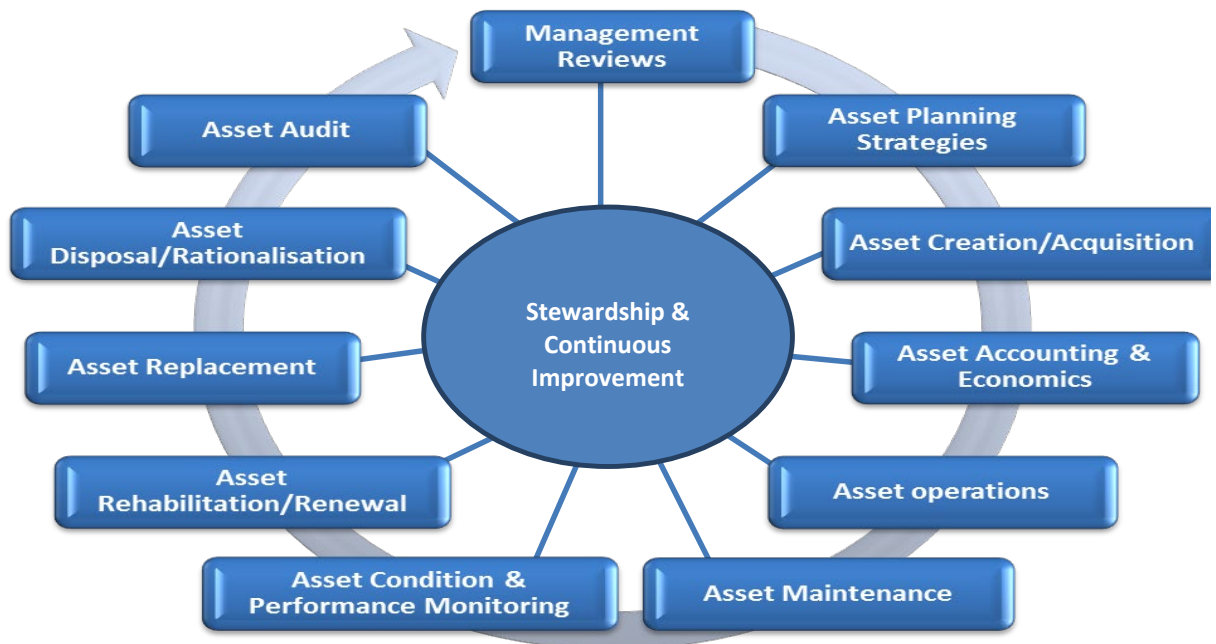 Management
Reviews
Asset Planning
Strategies
Asset Creation/Acquisition
Asset Accounting &
Economics
Asset operations
Asset Maintenance
Asset Condition &
Performance Monitoring
Asset
Rehabilitation/Renewal
Asset Replacement
Asset
Disposal/Rationalisation
Asset Audit
Stewardship &
Continuous
Improvement